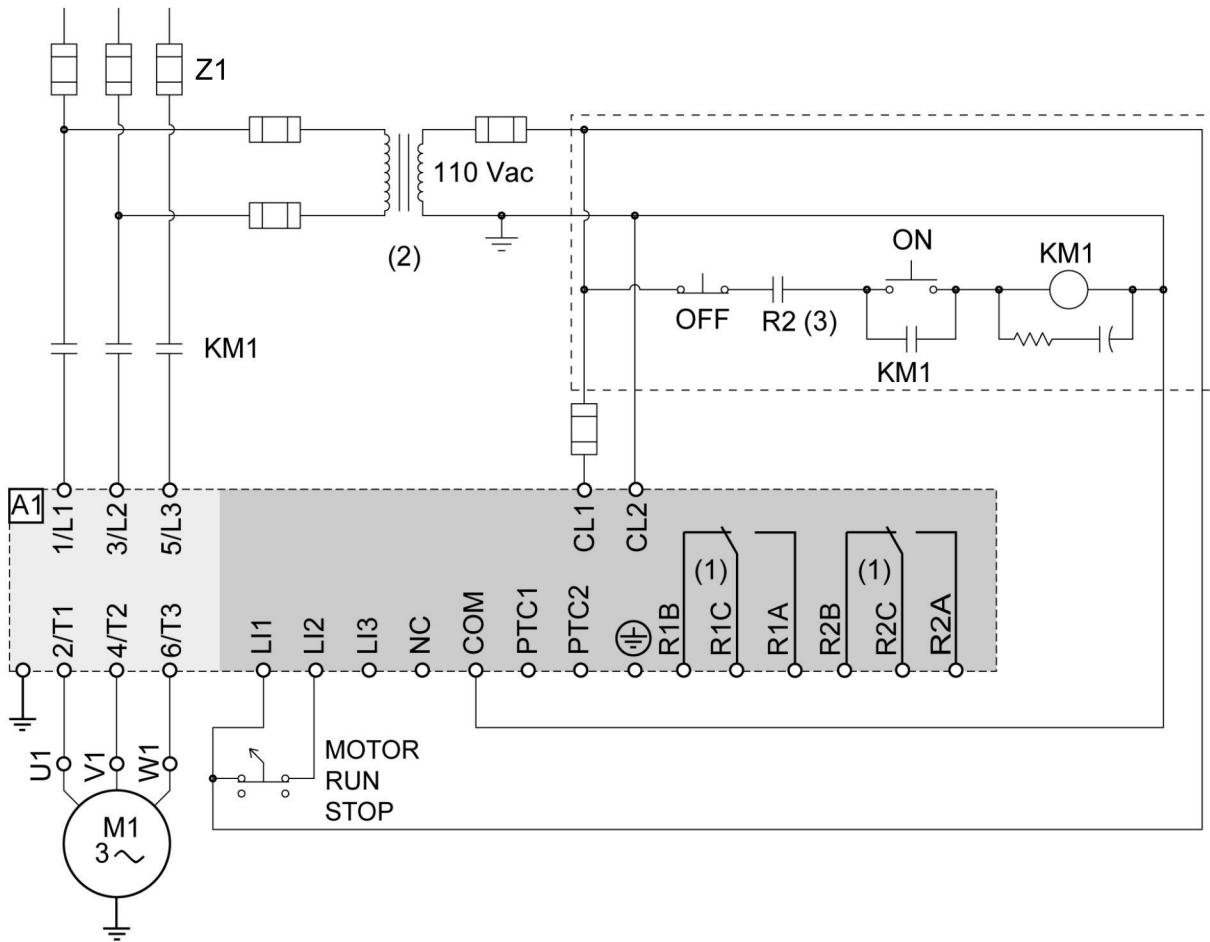 Z1
110 Vac
(2)
ON
KM1
OFF
R2 (3)
KM1
KM1
A1
1/L1
3/L2
5/L3
CL1
CL2
2/T1
4/T2
6/T3
LI1
LI2
LI3
NC
COM
PTC1
PTC2
R1B
(1)
R1C
R1A
R2B
(1)
R2C
R2A
U1
V1
W1
MOTOR
RUN
STOP
M1
3